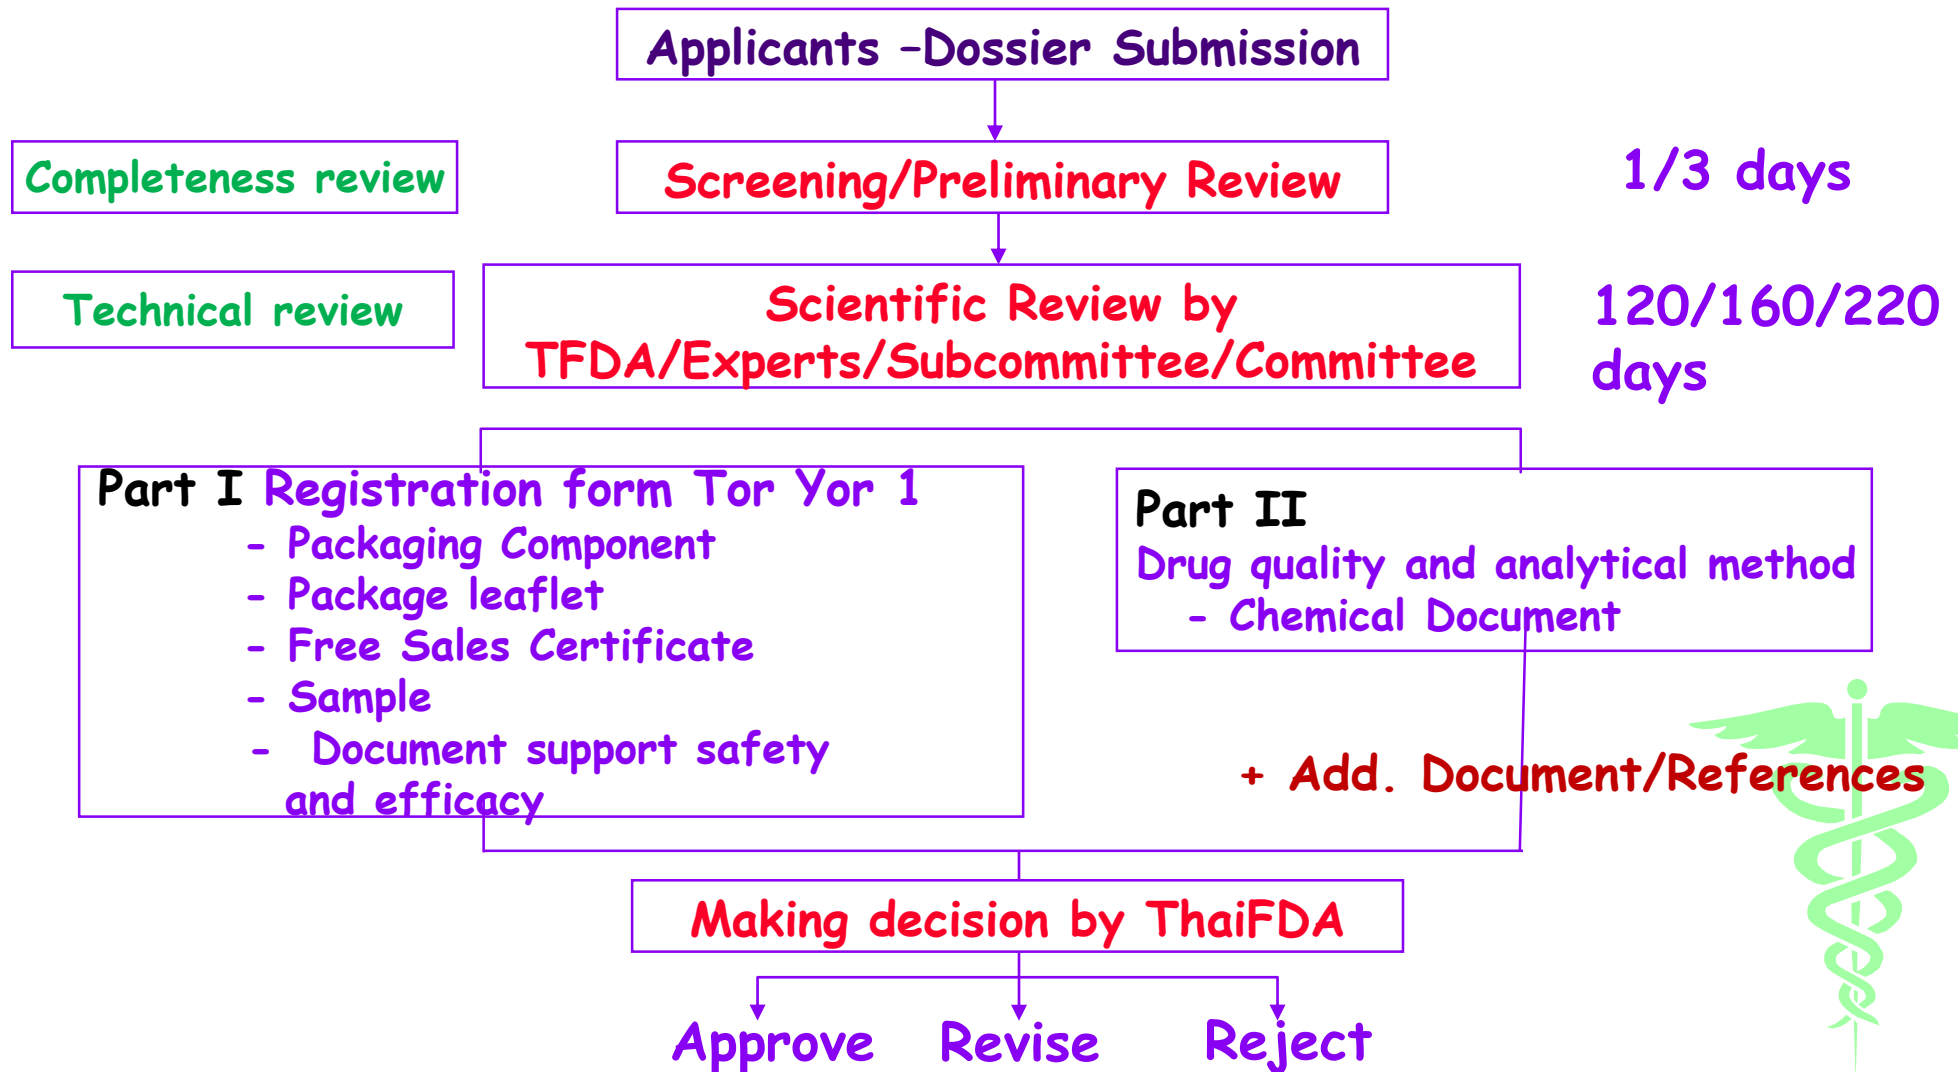 Applicants –Dossier Submission
Completeness review
Screening/Preliminary Review
1/3 days
Technical review
Scientific Review by
TFDA/Experts/Subcommittee/Committee
120/160/220
days
Part I Registration form Tor Yor 1
- Packaging Component
- Package leaflet
- Free Sales Certificate
- Sample
- Document support safety
and efficacy
Part II
Drug quality and analytical method
- Chemical Document
+ Add. Document/References
Making decision by ThaiFDA
Approve
Revise
Reject